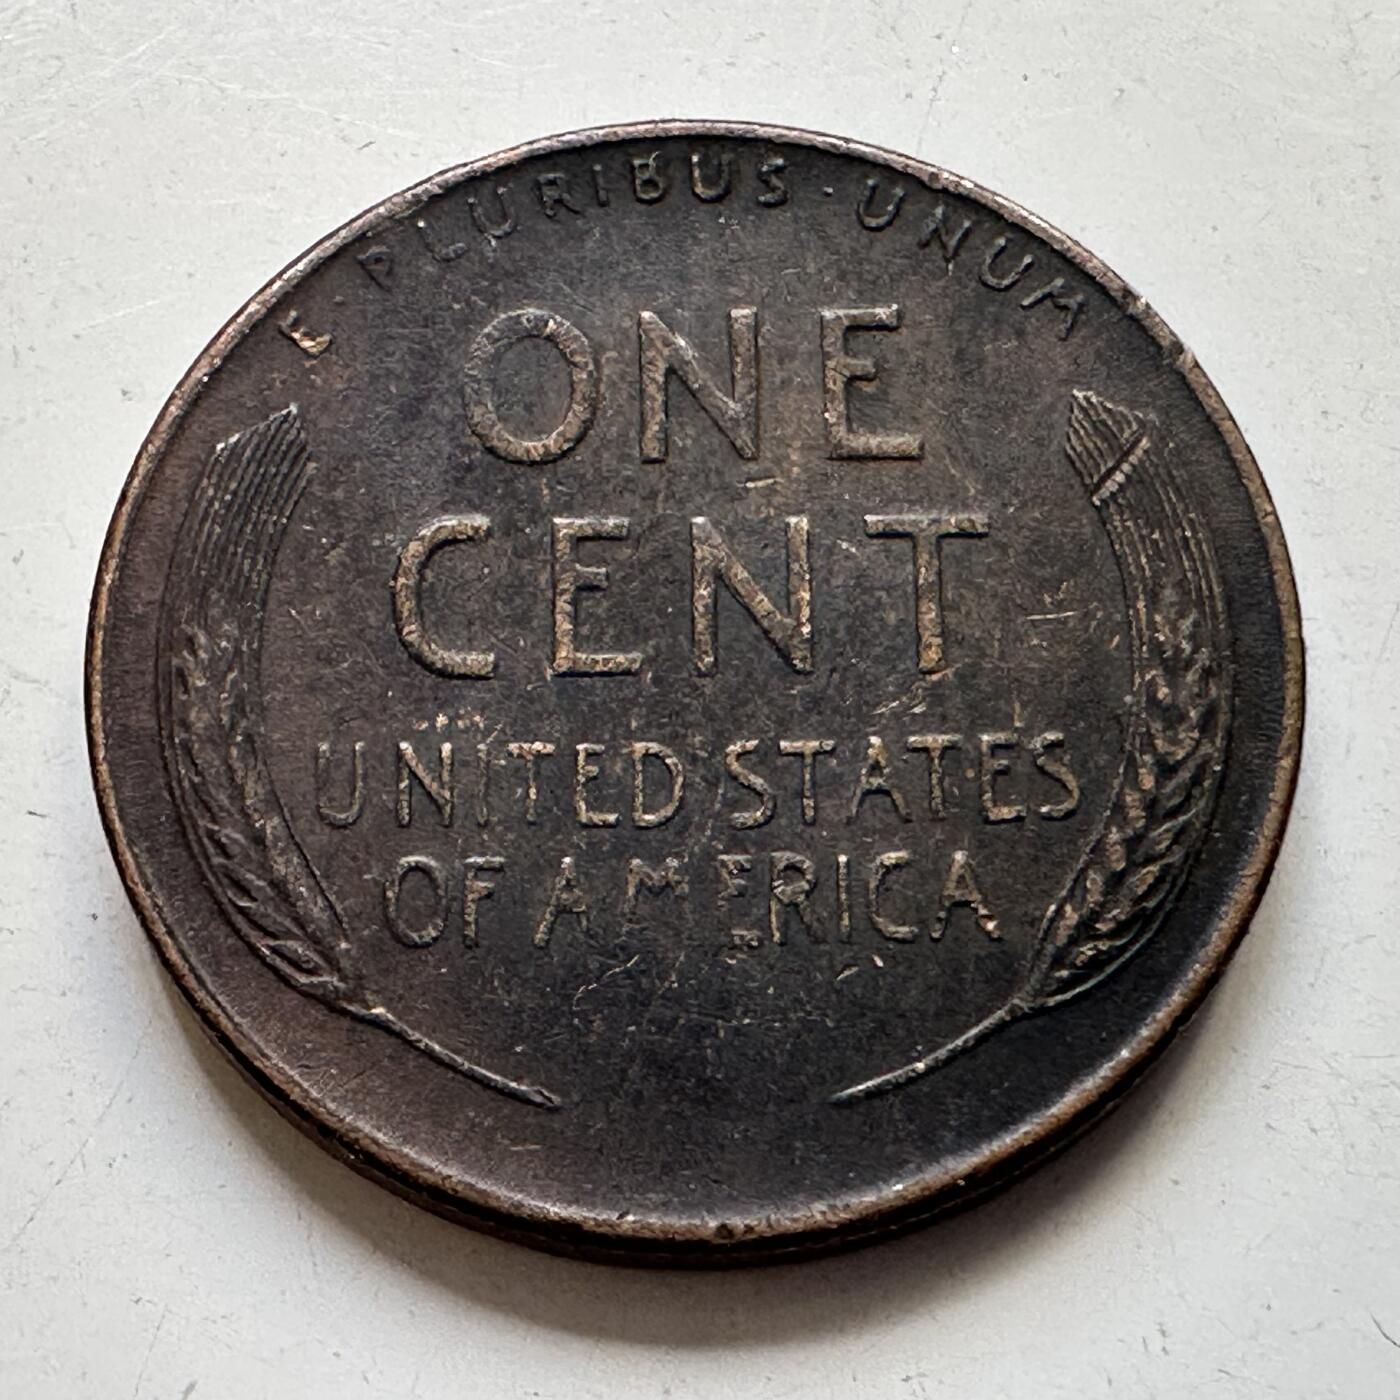 E · PLURIBUS · UNUM
ONE
CENT
UNITED STATES
OF AMERICA